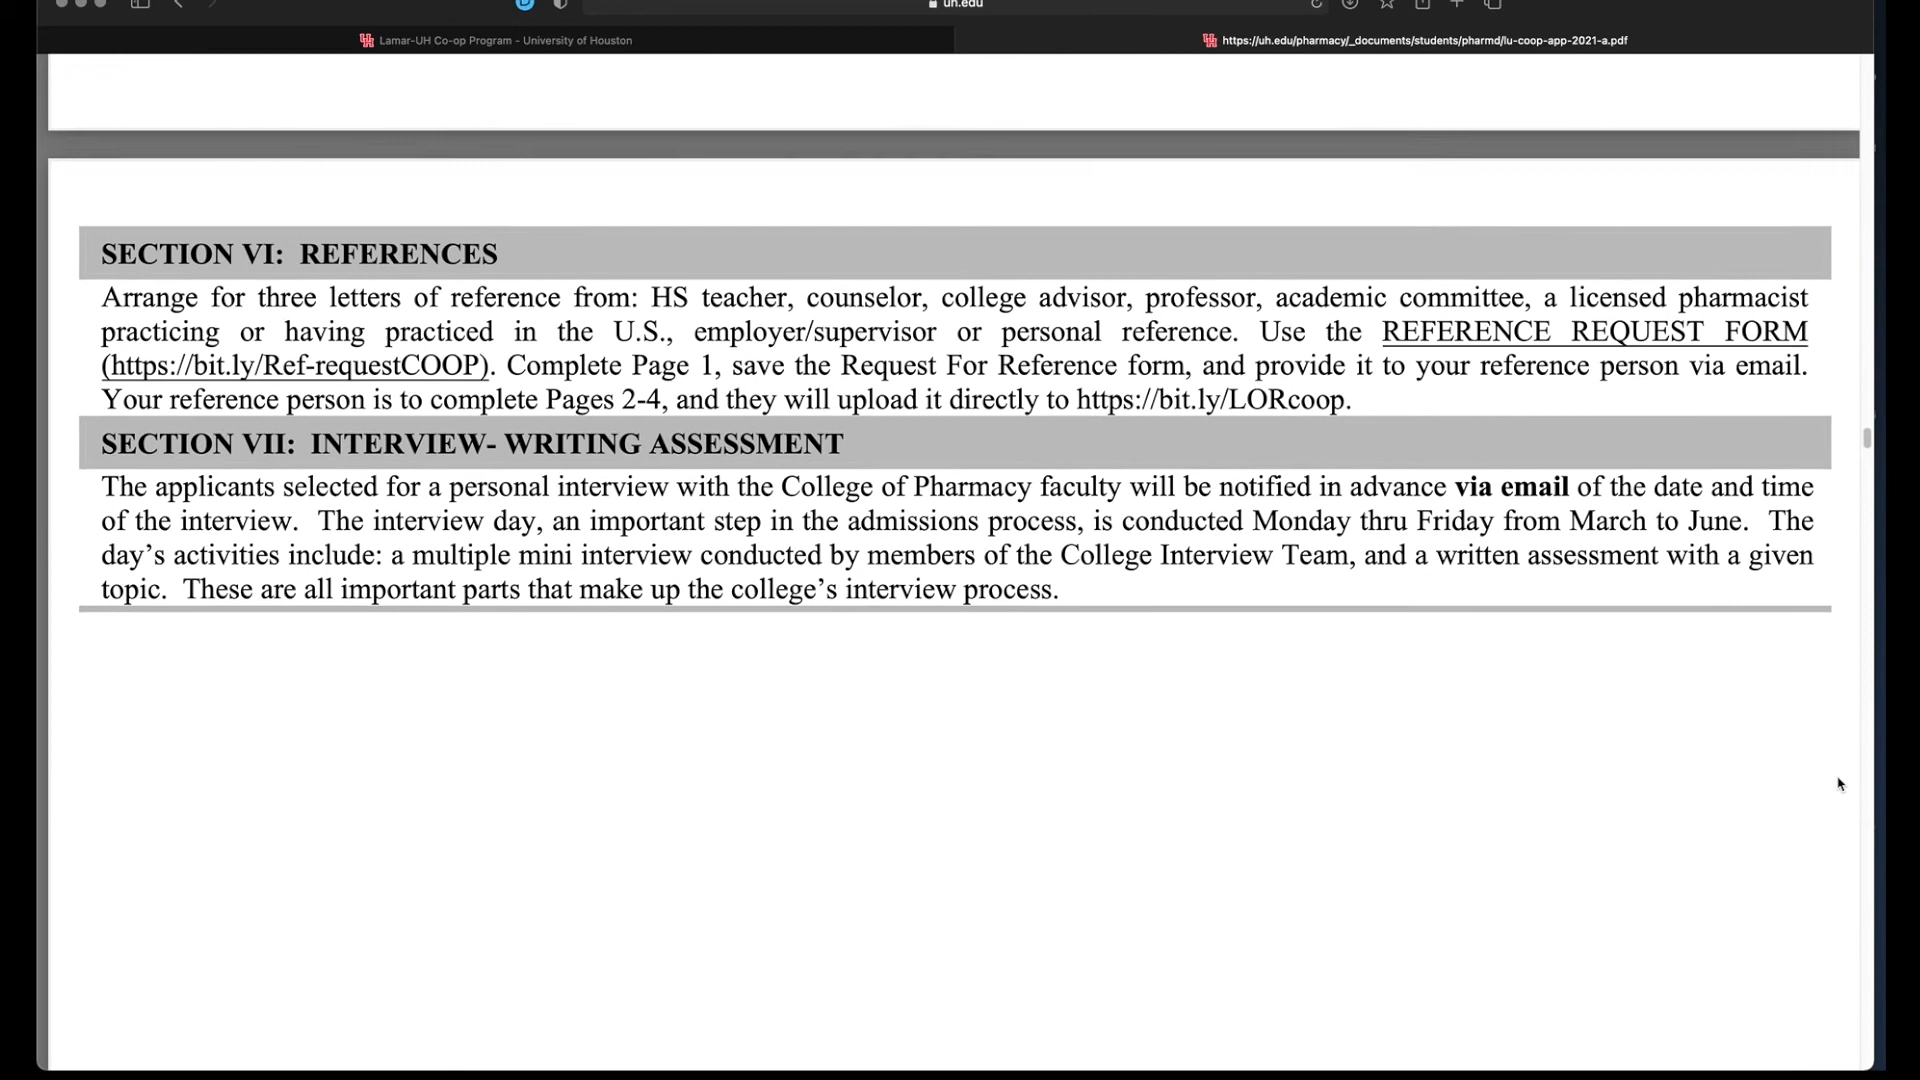 uh.edu
Lamar-UH Co-op Program - University of Houston
https://uh.edu/pharmacy/_documents/students/pharmd/lu-coop-app-2021-a.pdf
SECTION VI: REFERENCES
Arrange for three letters of reference from: HS teacher, counselor, college advisor, professor, academic committee, a licensed pharmacist
practicing or having practiced in the U.S., employer/supervisor or personal reference. Use the REFERENCE REQUEST FORM
(https://bit.ly/Ref-requestCOOP). Complete Page 1, save the Request For Reference form, and provide it to your reference person via email.
Your reference person is to complete Pages 2-4, and they will upload it directly to https://bit.ly/LORcoop.
SECTION VII: INTERVIEW- WRITING ASSESSMENT
The applicants selected for a personal interview with the College of Pharmacy faculty will be notified in advance via email of the date and time
of the interview. The interview day, an important step in the admissions process, is conducted Monday thru Friday from March to June. The
day’s activities include: a multiple mini interview conducted by members of the College Interview Team, and a written assessment with a given
topic. These are all important parts that make up the college’s interview process.